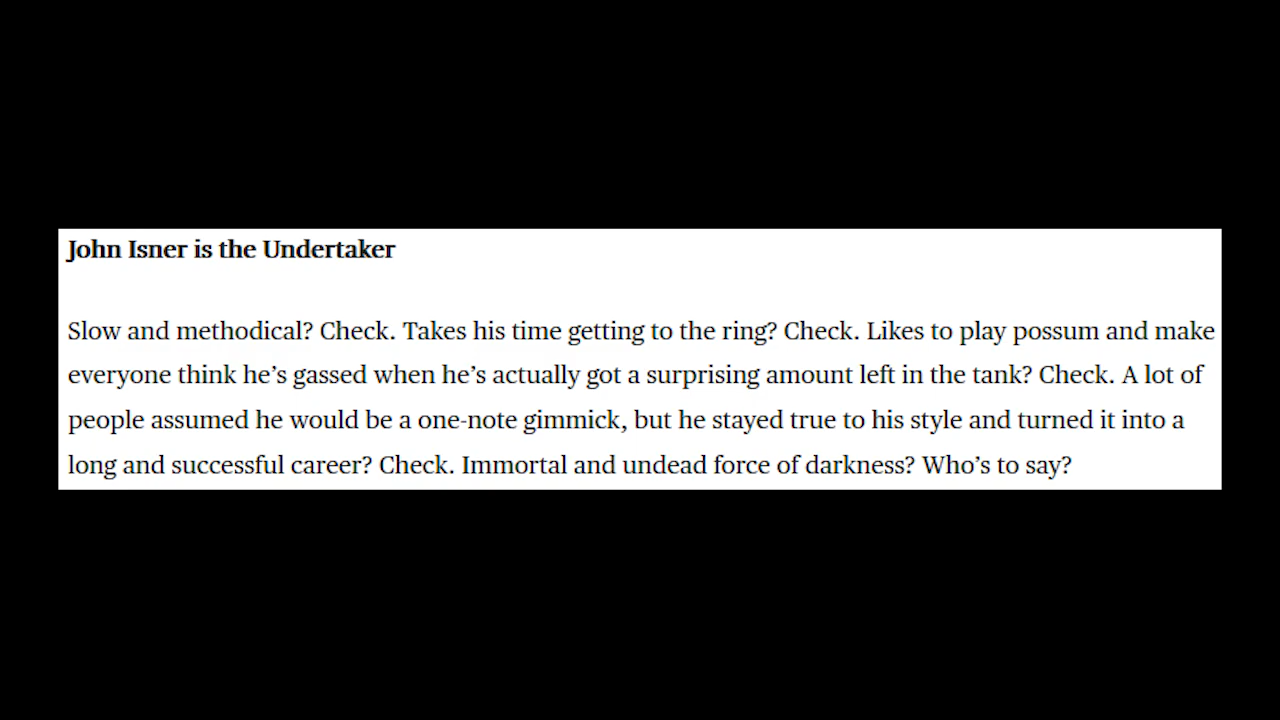 John Isner is the Undertaker
Slow and methodical? Check. Takes his time getting to the ring? Check. Likes to play possum and make
everyone think he’s gassed when he’s actually got a surprising amount left in the tank? Check. A lot of
people assumed he would be a one-note gimmick, but he stayed true to his style and turned it into a
long and successful career? Check. Immortal and undead force of darkness? Who’s to say?